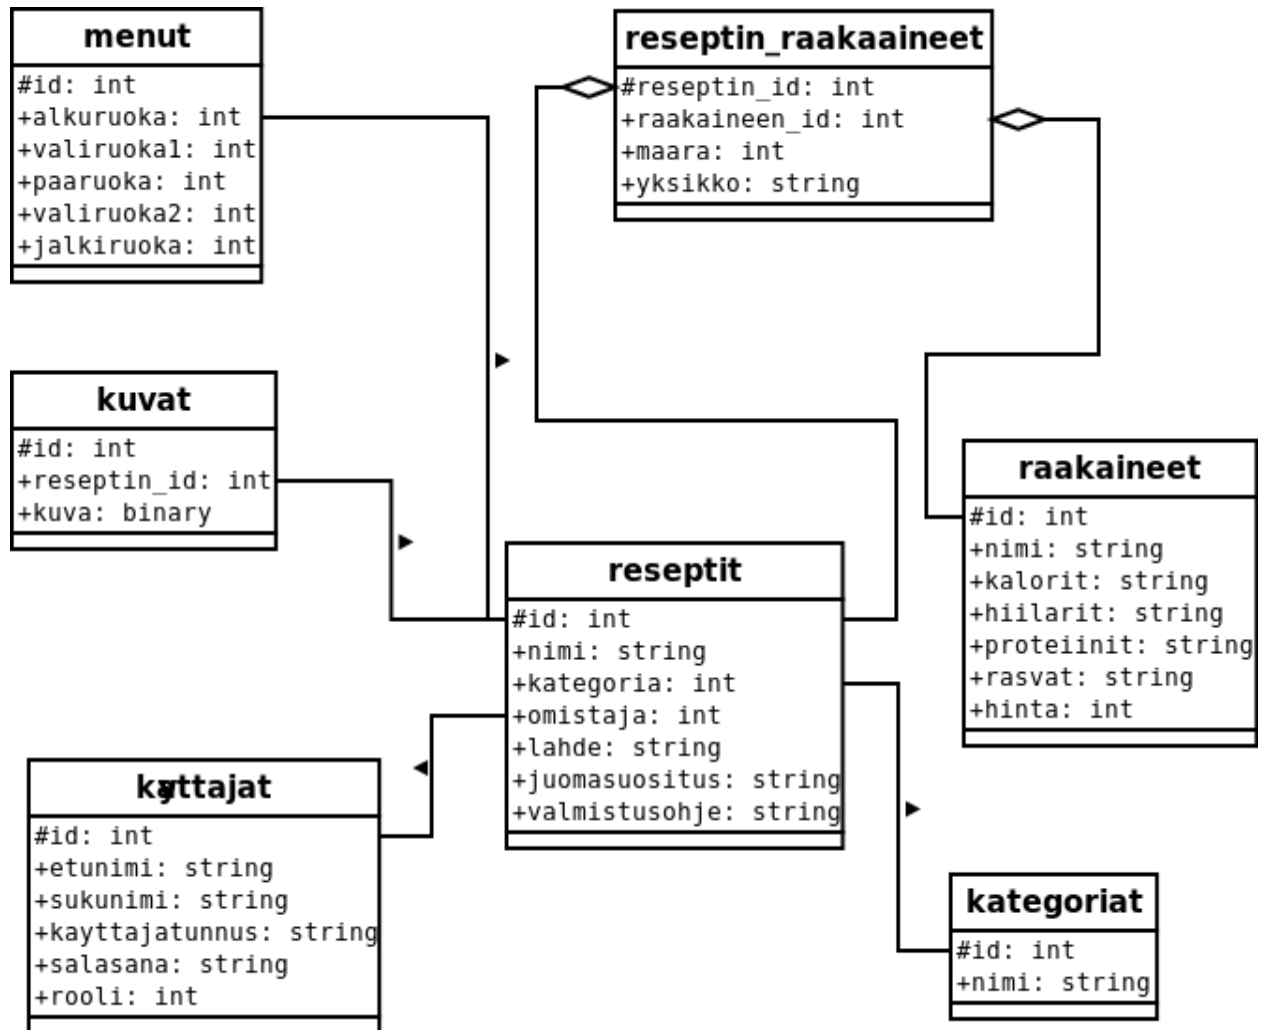 menut
#id: int
+alkuruoka: int
+valiruoka1: int
+paaruoka: int
+valiruoka2: int
+jalkiruoka: int
reseptin_raakaaineet
#reseptin_id: int
+raakaineen_id: int
+maara: int
+yksikko: string
kuvat
#id: int
+reseptin_id: int
+kuva: binary
raakaineet
#id: int
+nimi: string
+kalorit: string
+hiilarit: string
+proteiinit: string
+rasvat: string
+hinta: int
reseptit
#id: int
+nimi: string
+kategoria: int
+omistaja: int
+lahde: string
+juomasuositus: string
+valmistusohje: string
kayttajat
#id: int
+etunimi: string
+sukunimi: string
+kayttajatunnus: string
+salasana: string
+rooli: int
kategoriat
#id: int
+nimi: string